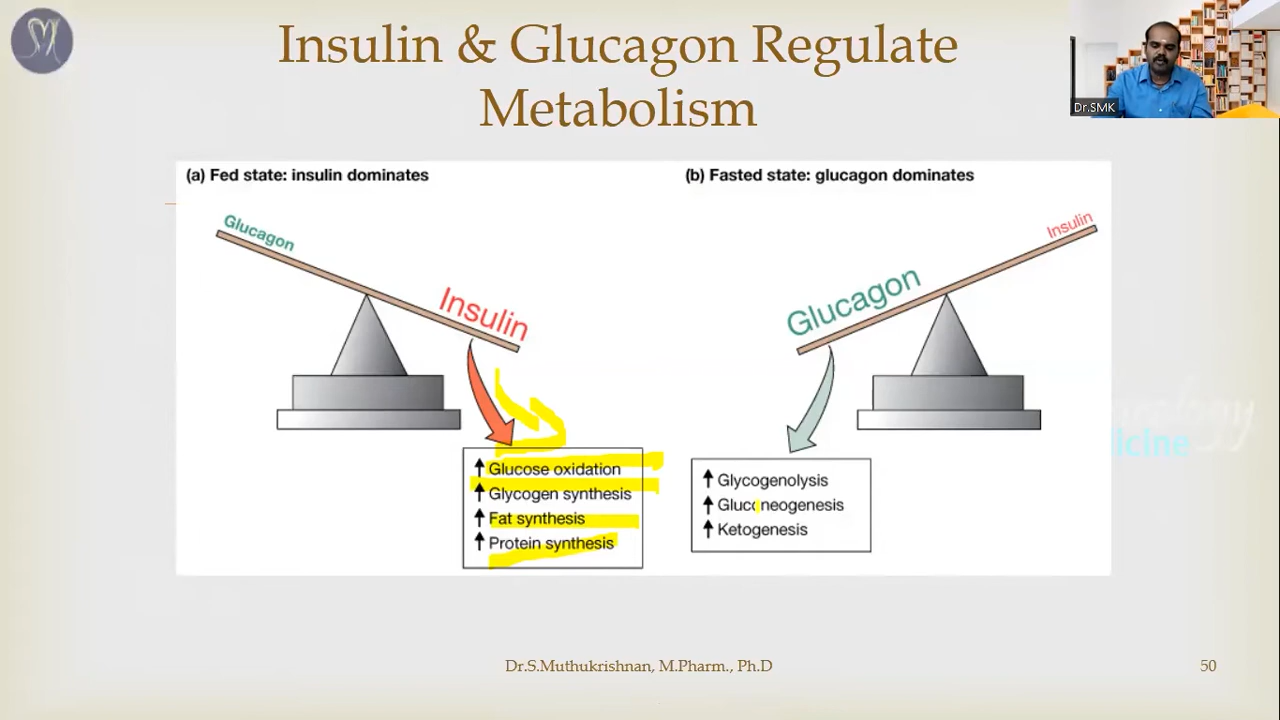 Insulin & Glucagon Regulate
Metabolism
Dr.SMK
(a) Fed state: insulin dominates
Glucagon
Insulin
↑ Glucose oxidation
↑ Glycogen synthesis
↑ Fat synthesis
↑ Protein synthesis
(b) Fasted state: glucagon dominates
Insulin
Glucagon
↑ Glycogenolysis
↑ Gluconeogenesis
↑ Ketogenesis
Dr.S.Muthukrishnan, M.Pharm., Ph.D
50